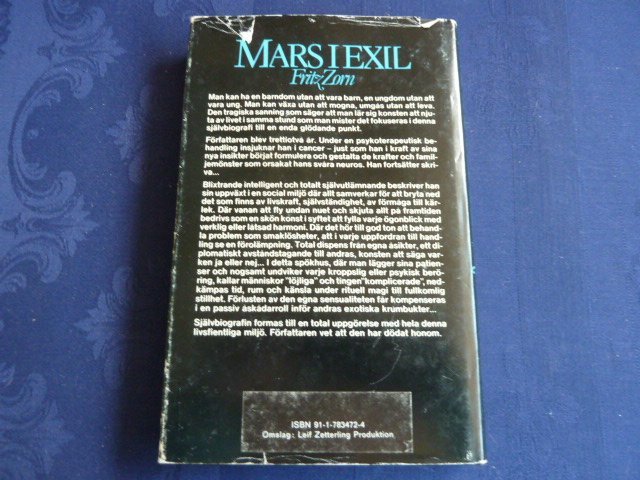 MARS I EXIL
Fritz Zorn
Man kan ha en barndom utan att vara barn, en ungdom utan att
vara ung. Man kan växa utan att mogna, umgås utan att leva.
Den tragiska sanning som säger att man lär sig konsten att nju-
ta av livet i samma stund som man mister det fokuseras i denna
självbiografi till en enda glödande punkt.
Författaren blev trettiotvå år. Under en psykoterapeutisk be-
handling insjuknar han i cancer – just som han i kraft av sina
nya insikter börjat formulera och gestalta de krafter och famil-
jemönster som orsakat hans svåra neuros. Han fortsätter skri-
va...
Blixtrande intelligent och totalt självutlämnande beskriver han
sin uppväxt i en social miljö där allt samverkar för att bryta ned
det som finns av livskraft, självständighet, av förmåga till kär-
lek. Där vanan att fly undan nuet och skjuta allt på framtiden
bedrivs som en skön konst i syftet att fylla varje ögonblick med
verklig eller låtsad harmoni. Där det hör till god ton att behand-
la problem som smaklösheter, att i varje uppfordran till hand-
ling se en förolämpning. Total dispens från egna åsikter, ett di-
plomatiskt avståndstagande till andras, konsten att säga var-
ken ja eller nej... I detta spökhus, där man lägger sina patien-
ser och nogsamt undviker varje kroppslig eller psykisk berö-
ring, kallar människor "löjliga" och tingen "komplicerade", ned-
kämpas tid, rum och känsla under rituell magi till fullkomlig
stillhet. Förlusten av den egna sensualiteten får kompenseras
i en passiv åskådarroll inför andras exotiska krumbukter...
Självbiografin formas till en total uppgörelse med hela denna
livsfientliga miljö. Författaren vet att den har dödat honom.
ISBN 91-1-783472-4
Omslag: Leif Zetterling Produktion